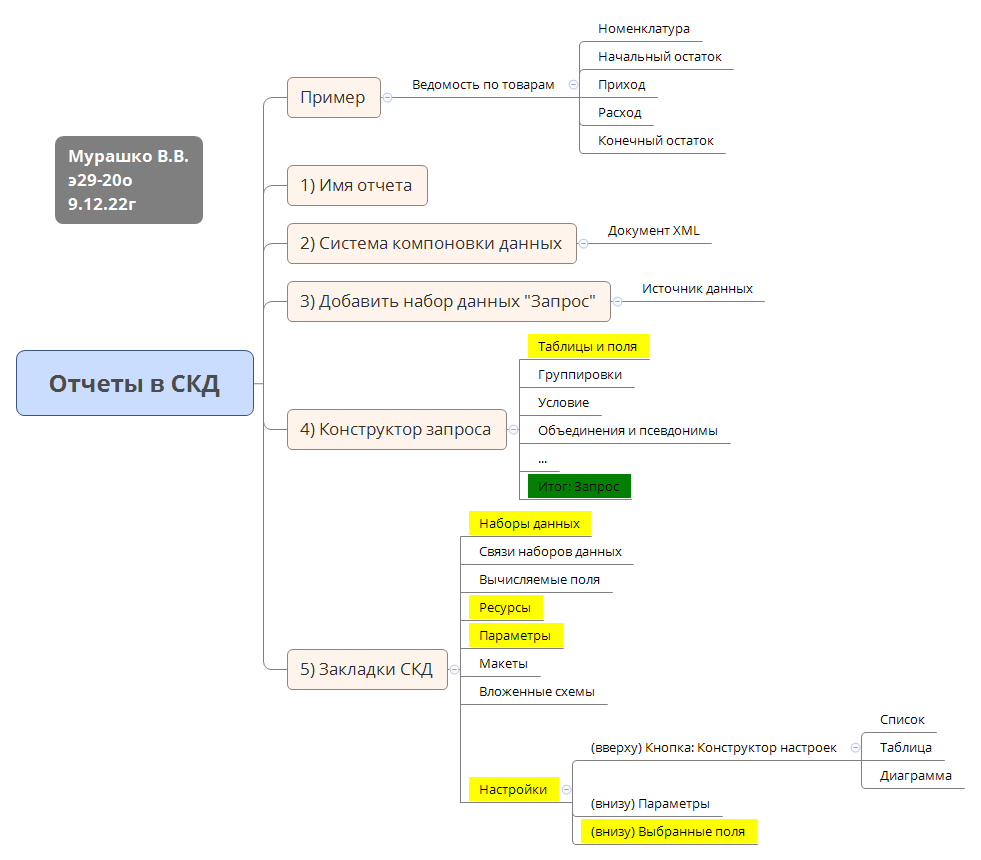 Мурашко В.В.
э29-20о
9.12.22г
Отчеты в СКД
Пример
Ведомость по товарам
Номенклатура
Начальный остаток
Приход
Расход
Конечный остаток
1) Имя отчета
2) Система компоновки данных
Документ XML
3) Добавить набор данных "Запрос"
Источник данных
4) Конструктор запроса
Таблицы и поля
Группировки
Условие
Объединения и псевдонимы
...
Итог: Запрос
5) Закладки СКД
Наборы данных
Связи наборов данных
Вычисляемые поля
Ресурсы
Параметры
Макеты
Вложенные схемы
Настройки
(вверху) Кнопка: Конструктор настроек
Список
Таблица
Диаграмма
(внизу) Параметры
(внизу) Выбранные поля